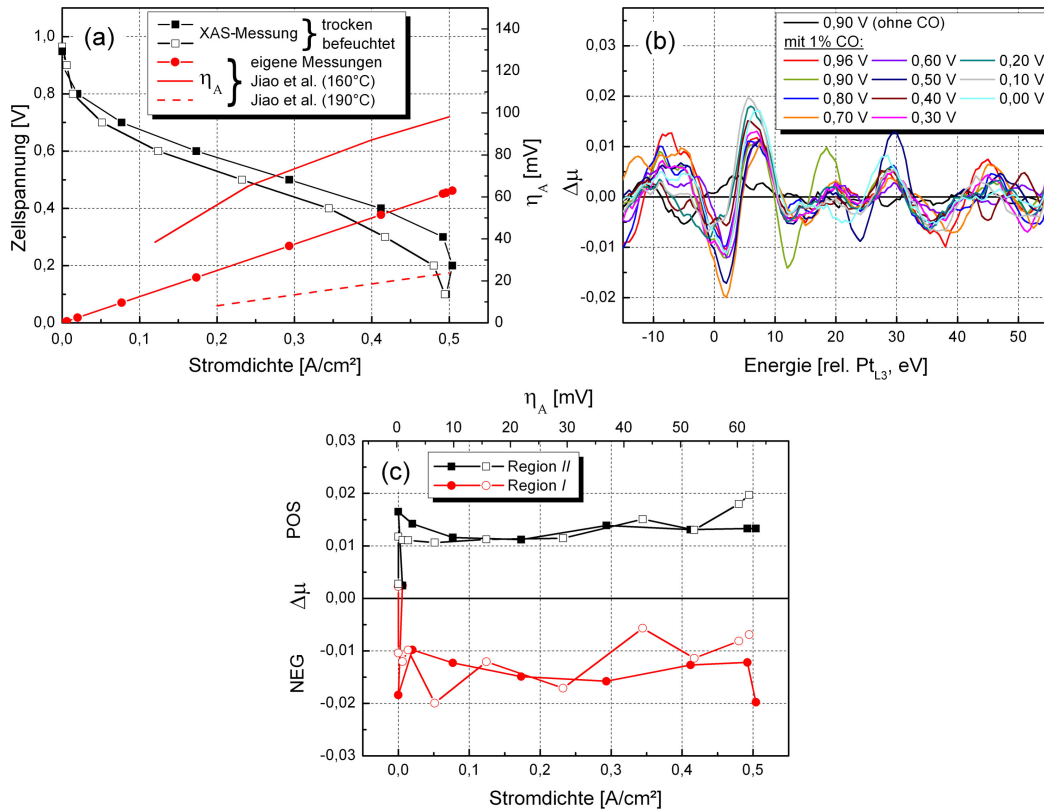 (a)
XAS-Messung } trocken
befeuchtet
η_A } eigene Messungen
Jiao et al. (160°C)
Jiao et al. (190°C)
Zellspannung [V]
1,0
0,8
0,6
0,4
0,2
0,0
0,0 0,1 0,2 0,3 0,4 0,5
Stromdichte [A/cm²]
140
120
100
80
60
40
20
0
η_A [mV]
(b)
0,90 V (ohne CO)
mit 1% CO:
0,96 V 0,60 V 0,20 V
0,90 V 0,50 V 0,10 V
0,80 V 0,40 V 0,00 V
0,70 V 0,30 V
Δμ
0,03
0,02
0,01
0,00
-0,01
-0,02
-10 0 10 20 30 40 50
Energie [rel. Pt_L3, eV]
η_A [mV]
0 10 20 30 40 50 60
(c)
Region II
Region I
NEG Δμ POS
0,03
0,02
0,01
0,00
-0,01
-0,02
-0,03
0,0 0,1 0,2 0,3 0,4 0,5
Stromdichte [A/cm²]